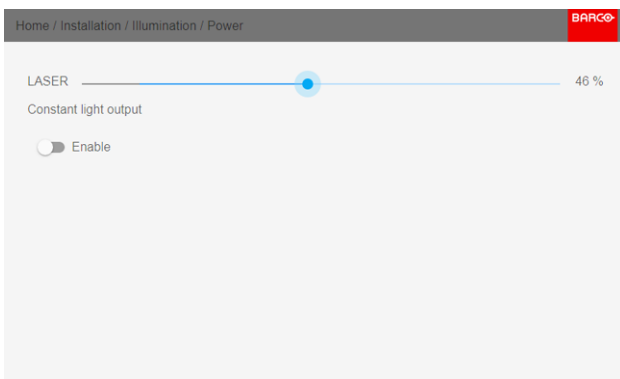 Home / Installation / Illumination / Power
BARCO
LASER 46 %
Constant light output
Enable